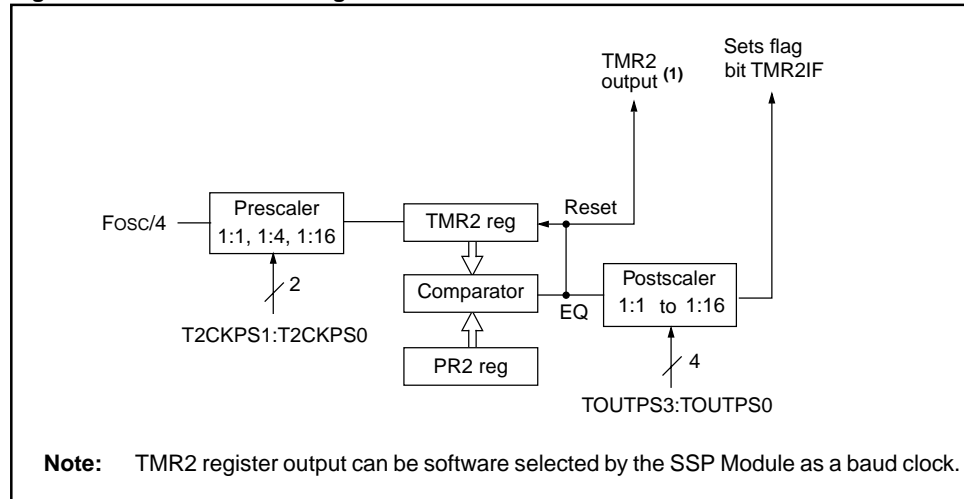 TMR2
output (1)
Sets flag
bit TMR2IF
FOSC/4
Prescaler
1:1, 1:4, 1:16
2
T2CKPS1:T2CKPS0
TMR2 reg
Reset
Comparator
EQ
PR2 reg
Postscaler
1:1 to 1:16
4
TOUTPS3:TOUTPS0
Note: TMR2 register output can be software selected by the SSP Module as a baud clock.